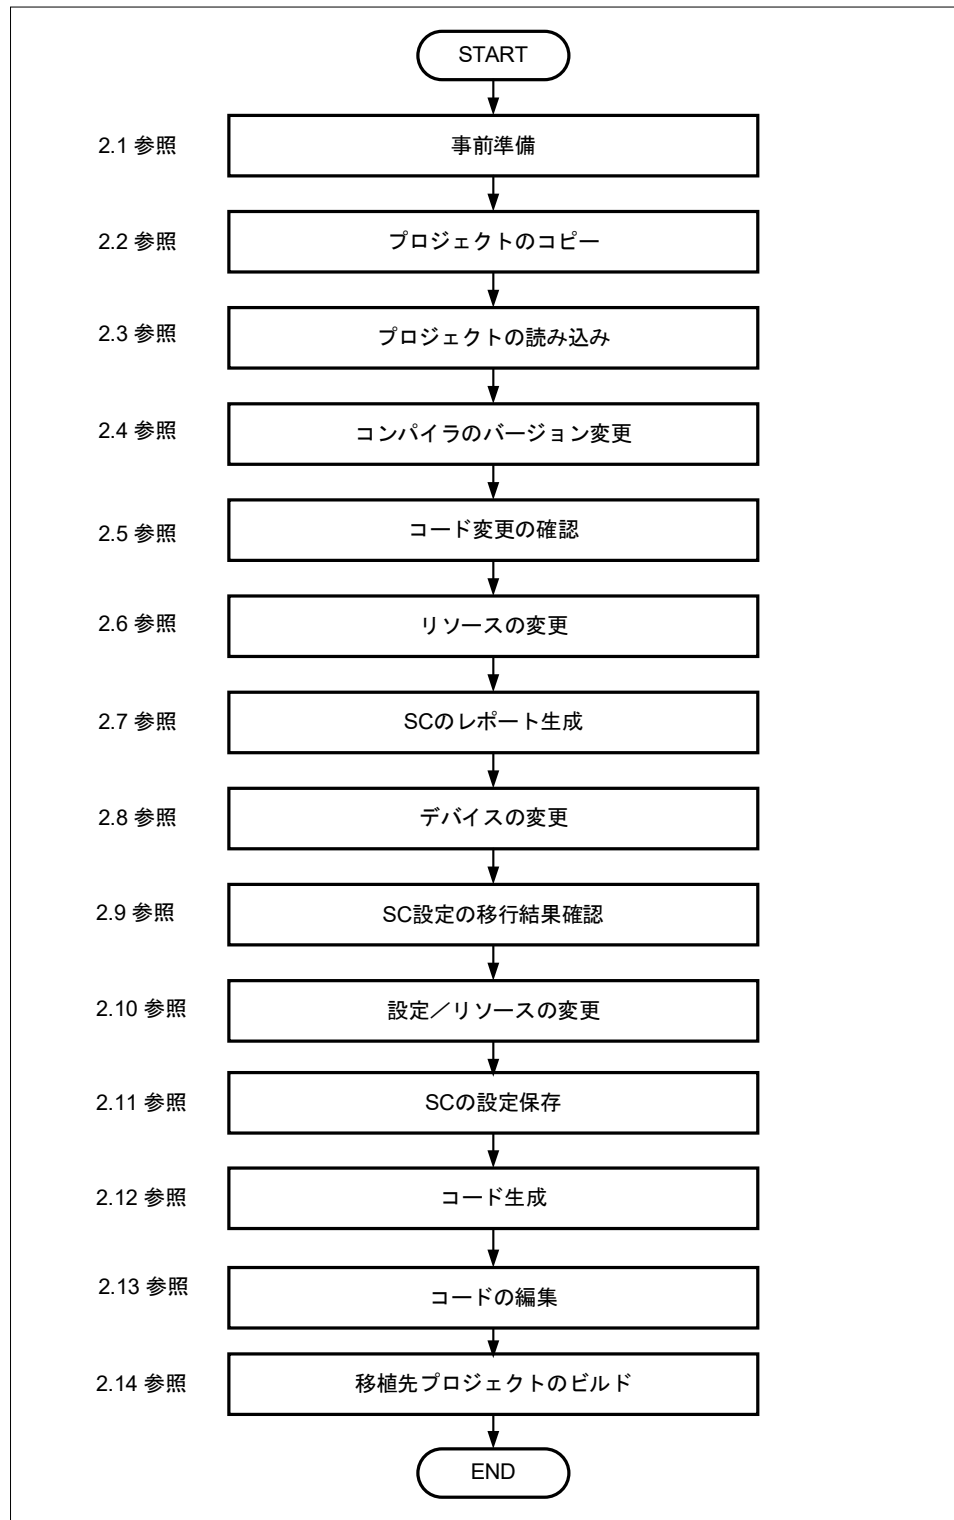 START
2.1 参照
事前準備
2.2 参照
プロジェクトのコピー
2.3 参照
プロジェクトの読み込み
2.4 参照
コンパイラのバージョン変更
2.5 参照
コード変更の確認
2.6 参照
リソースの変更
2.7 参照
SCのレポート生成
2.8 参照
デバイスの変更
2.9 参照
SC設定の移行結果確認
2.10 参照
設定／リソースの変更
2.11 参照
SCの設定保存
2.12 参照
コード生成
2.13 参照
コードの編集
2.14 参照
移植先プロジェクトのビルド
END